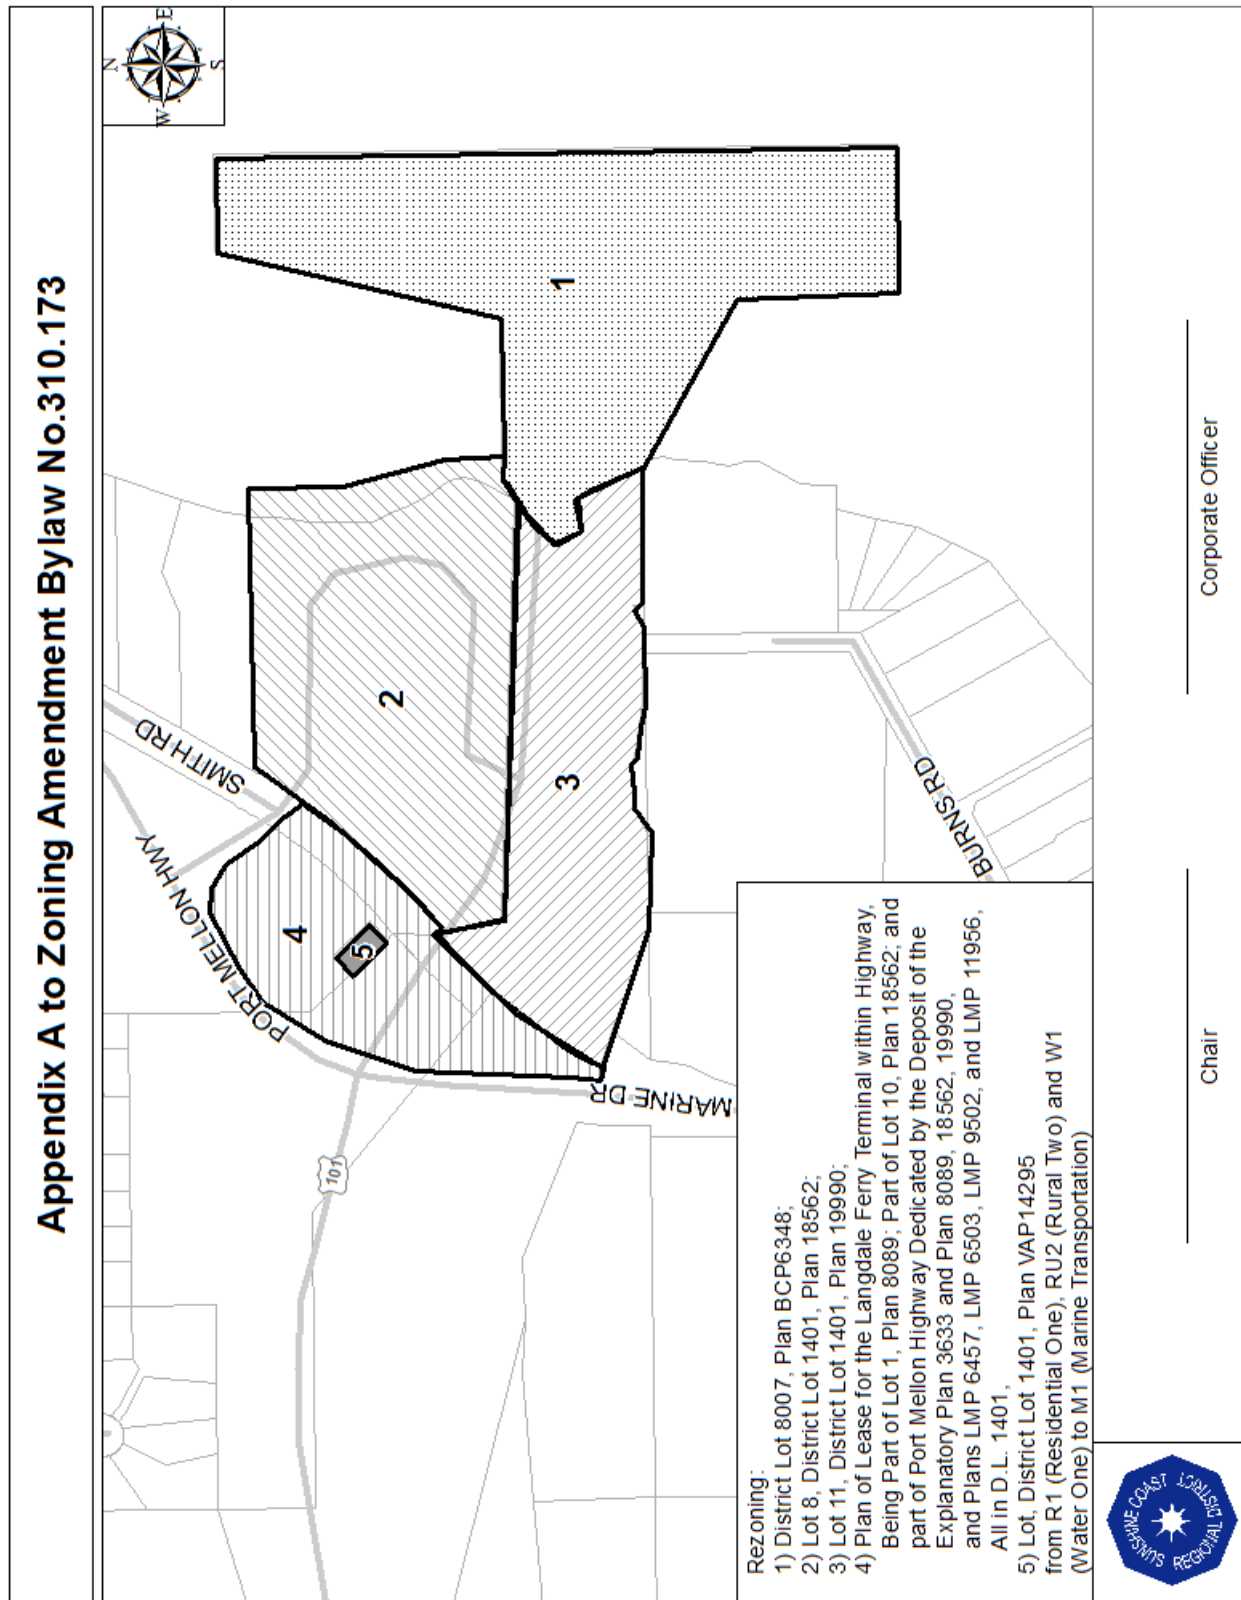 Appendix A to Zoning Amendment Bylaw No.310.173
N
W
E
S
SMITH RD
PORT MELLON HWY
MARINE DR
BURNS RD
101
1
2
3
4
5
Rezoning:
1) District Lot 8007, Plan BCP6348;
2) Lot 8, District Lot 1401, Plan 18562;
3) Lot 11, District Lot 1401, Plan 19990;
4) Plan of Lease for the Langdale Ferry Terminal within Highway,
Being Part of Lot 1, Plan 8089; Part of Lot 10, Plan 18562; and
part of Port Mellon Highway Dedicated by the Deposit of the
Explanatory Plan 3633 and Plan 8089, 18562, 19990,
and Plans LMP 6457, LMP 6503, LMP 9502, and LMP 11956,
All in D.L. 1401,
5) Lot, District Lot 1401, Plan VAP14295
from R1 (Residential One), RU2 (Rural Two) and W1
(Water One) to M1 (Marine Transportation)
SUNSHINE COAST
REGIONAL DISTRICT
Chair
Corporate Officer